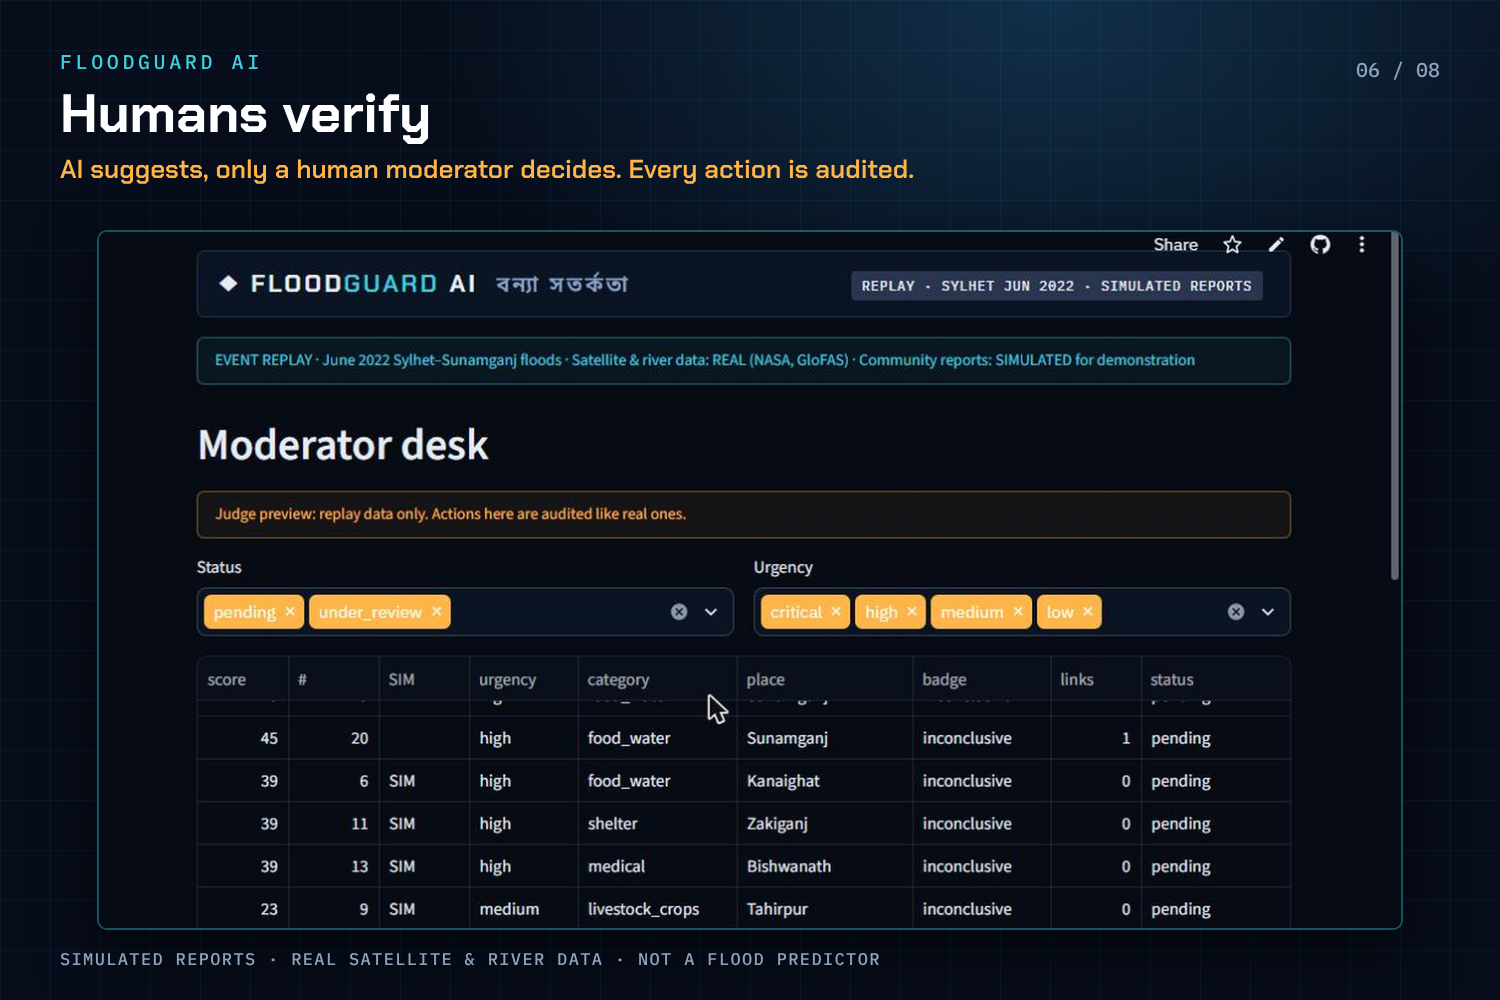 FLOODGUARD AI
06 / 08
Humans verify
AI suggests, only a human moderator decides. Every action is audited.
Share
◆ FLOODGUARD AI বন্যা সতর্কতা
REPLAY · SYLHET JUN 2022 · SIMULATED REPORTS
EVENT REPLAY · June 2022 Sylhet–Sunamganj floods · Satellite & river data: REAL (NASA, GloFAS) · Community reports: SIMULATED for demonstration
Moderator desk
Judge preview: replay data only. Actions here are audited like real ones.
Status Urgency
pending × under_review × critical × high × medium × low ×
score # SIM urgency category place badge links status
45 20 high food_water Sunamganj inconclusive 1 pending
39 6 SIM high food_water Kanaighat inconclusive 0 pending
39 11 SIM high shelter Zakiganj inconclusive 0 pending
39 13 SIM high medical Bishwanath inconclusive 0 pending
23 9 SIM medium livestock_crops Tahirpur inconclusive 0 pending
SIMULATED REPORTS · REAL SATELLITE & RIVER DATA · NOT A FLOOD PREDICTOR